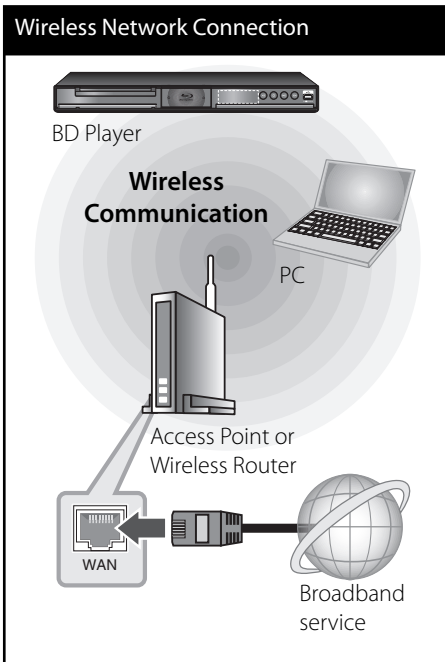 Wireless Network Connection
BD Player
Wireless
Communication
PC
Access Point or
Wireless Router
WAN
Broadband
service